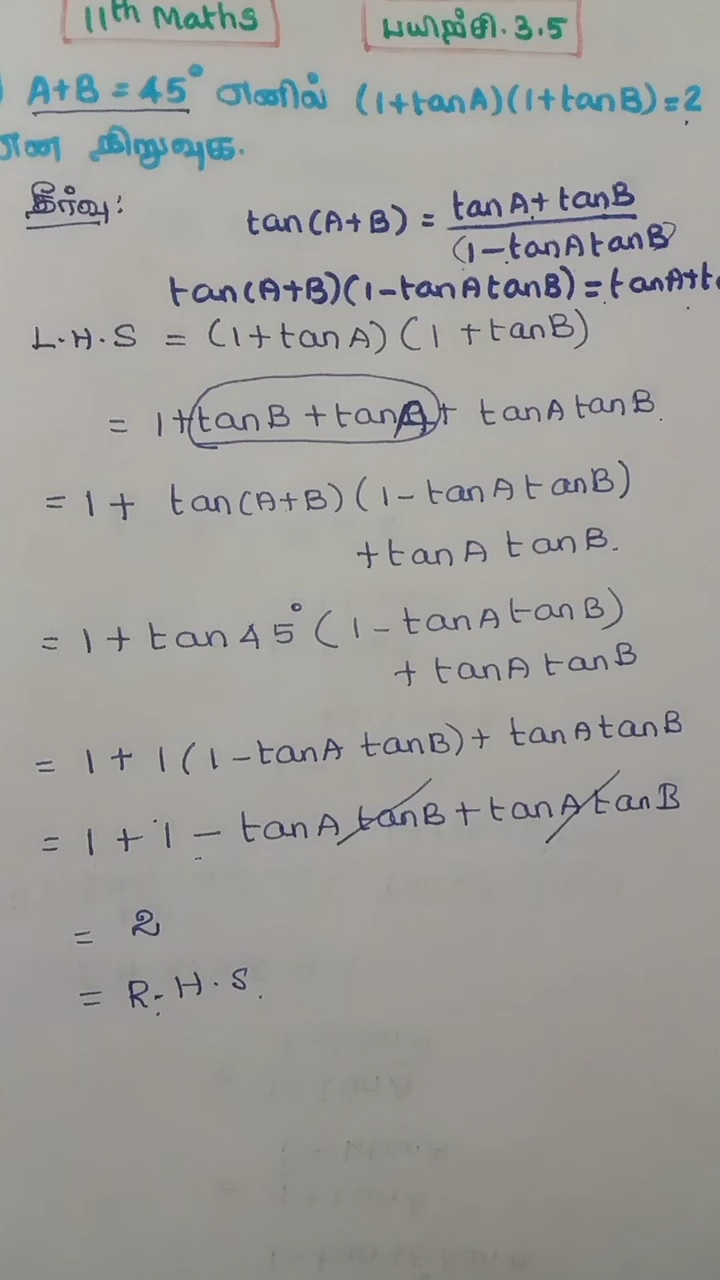 11th Maths
பயிற்சி. 3.5
A+B = 45° எனில் (1+tanA)(1+tanB)=2
என நிறுவுக.
தீர்வு:
tan(A+B) = tanA + tanB / (1-tanA tanB)
tan(A+B)(1-tanA tanB) = tanA+t
L.H.S = (1+tanA)(1+tanB)
= 1+tanB + tanA + tanA tanB.
= 1 + tan(A+B)(1-tanA tanB)
+tanA tanB.
= 1 + tan 45° (1-tanA tanB)
+ tanA tanB
= 1 + 1(1-tanA tanB) + tanA tanB
= 1 + 1 - tanA tanB + tanA tanB
= 2
= R.H.S.